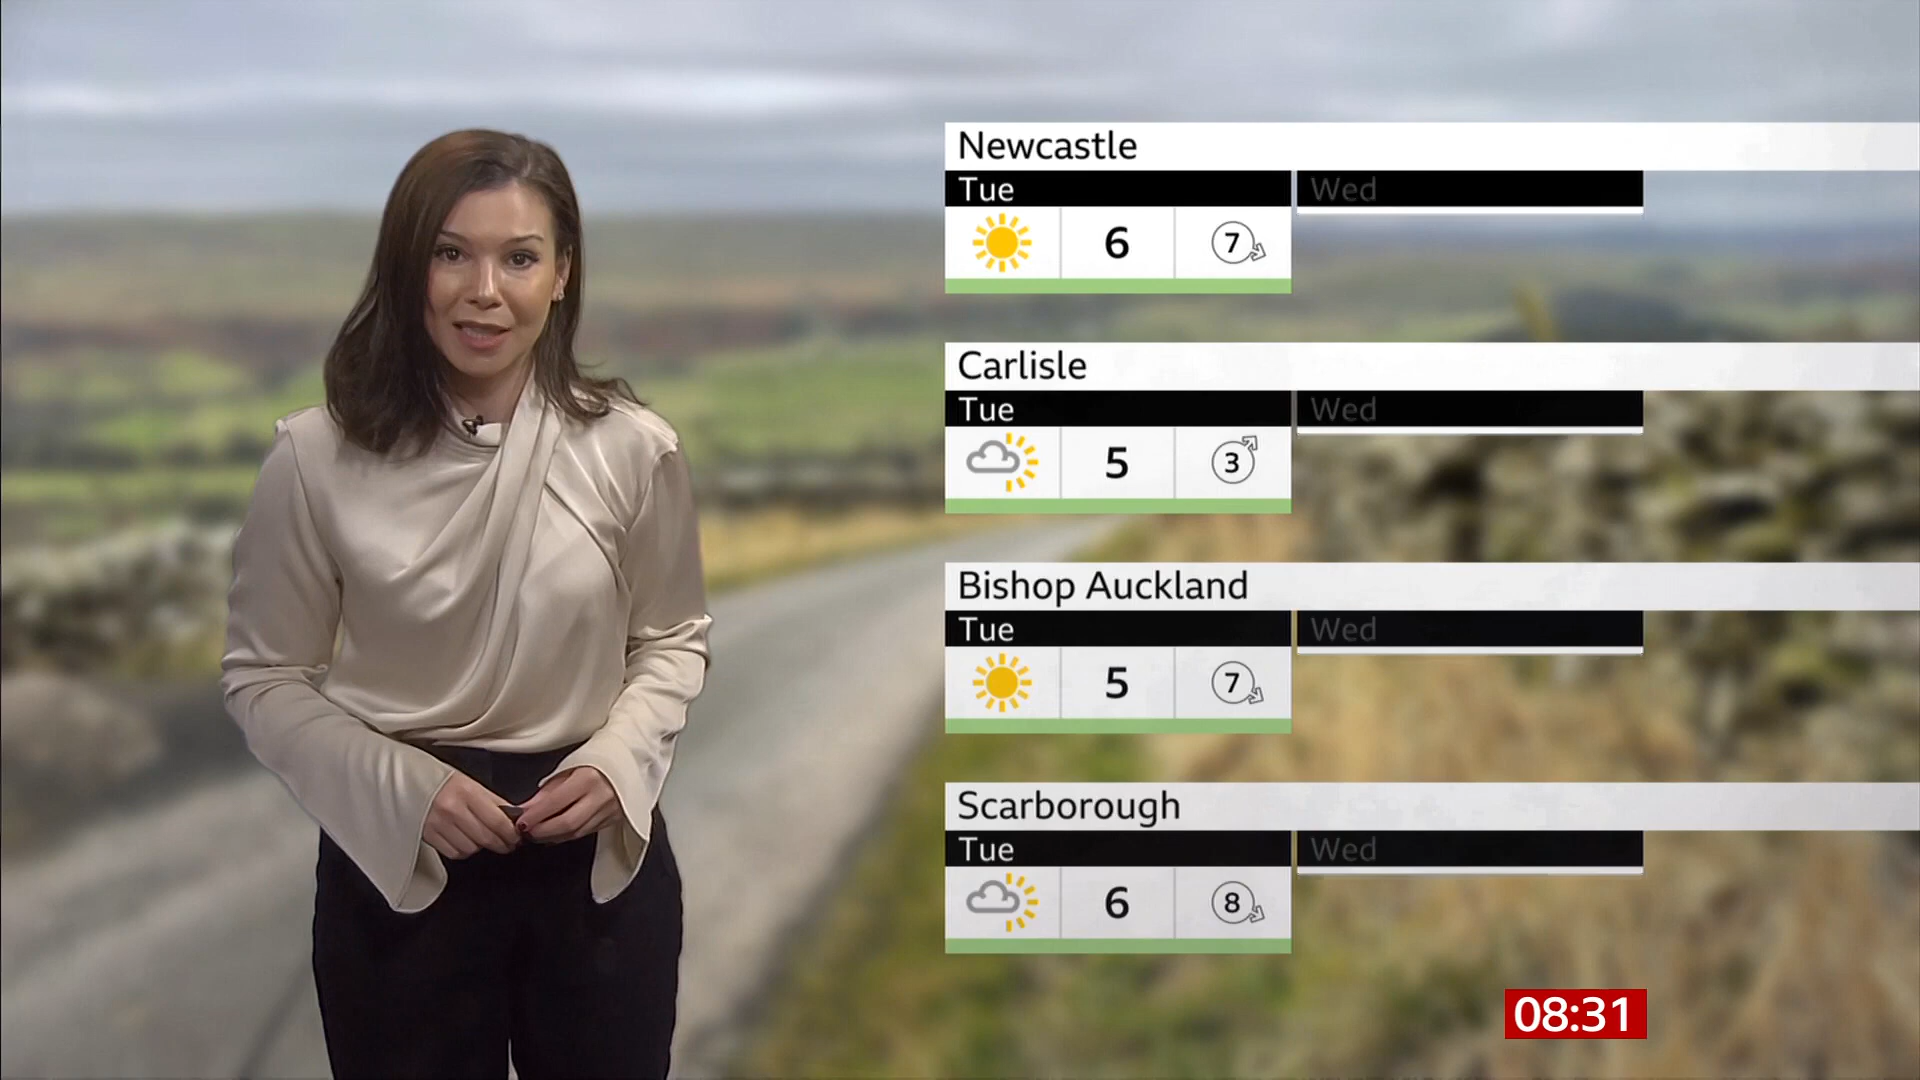 Newcastle
Tue Wed
6 7
Carlisle
Tue Wed
5 3
Bishop Auckland
Tue Wed
5 7
Scarborough
Tue Wed
6 8
08:31